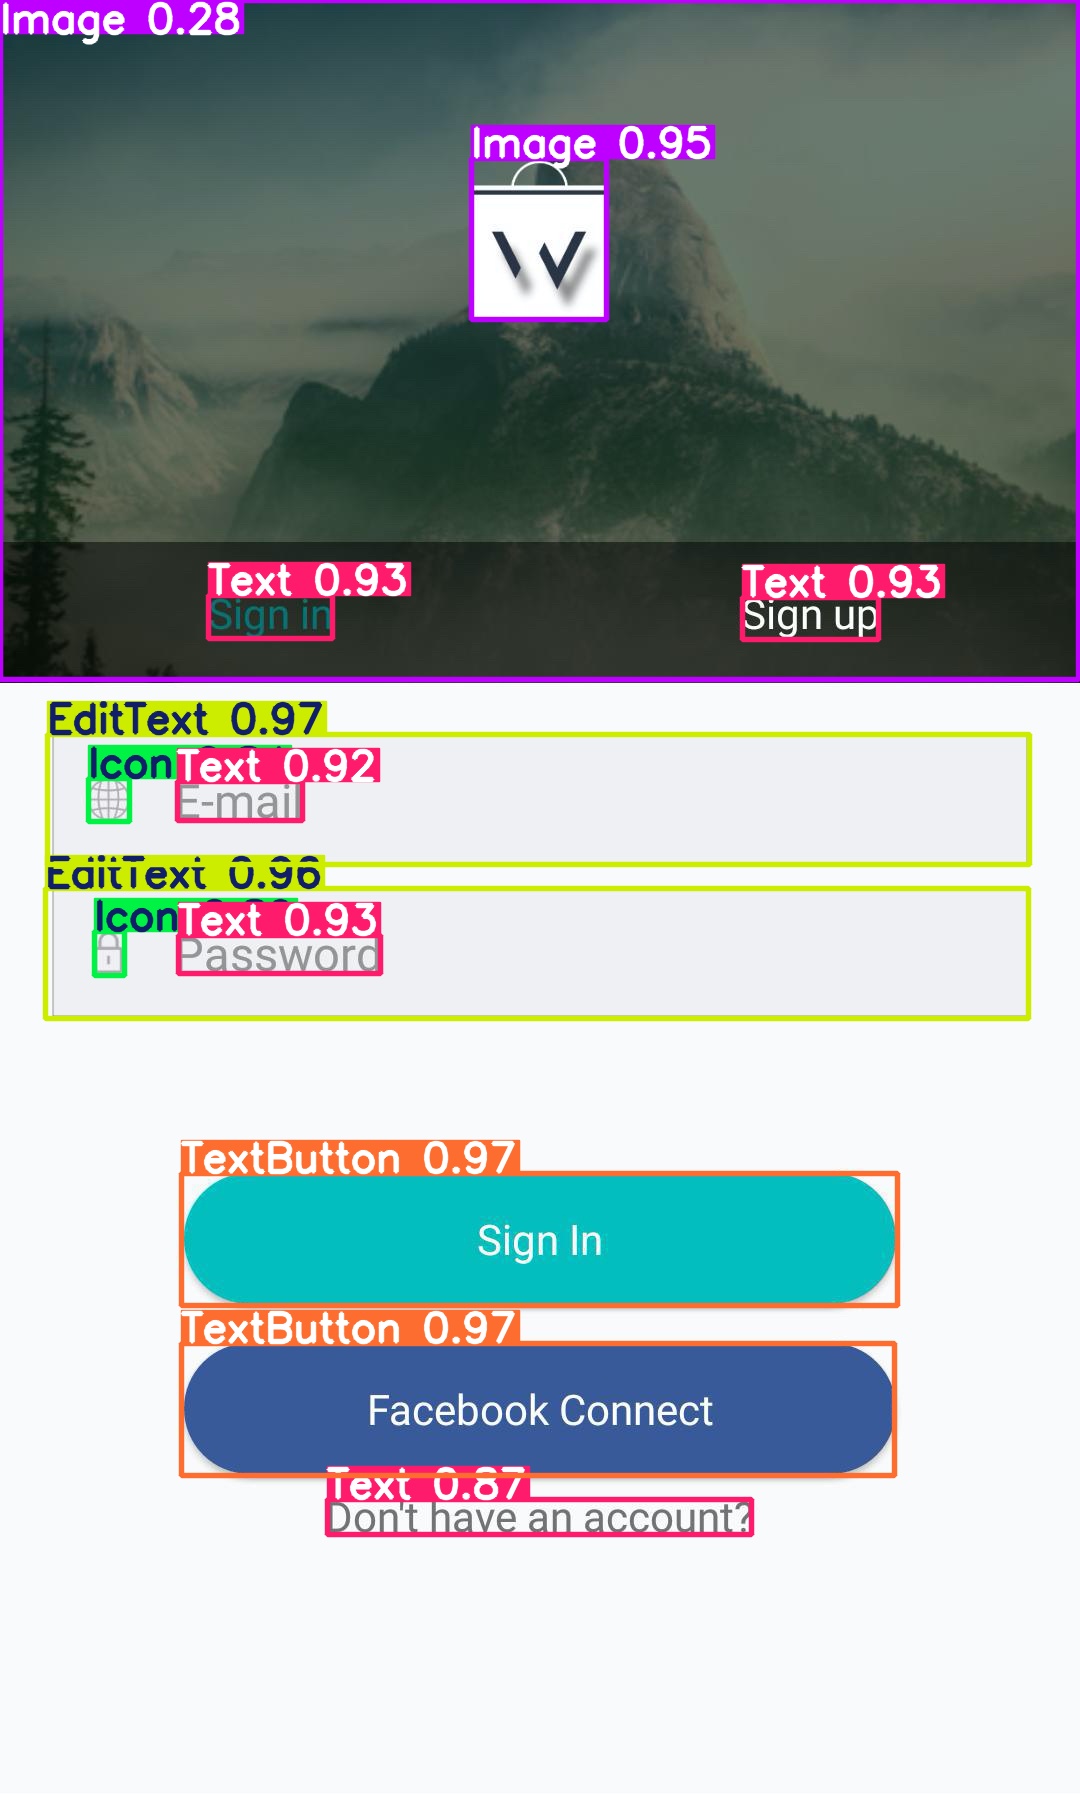 Image 0.28
Image 0.95
W
Text 0.93
Text 0.93
Sign in
Sign up
EditText 0.97
Icon
Text 0.92
E-mail
EditText 0.96
Icon
Text 0.93
Password
TextButton 0.97
Sign In
TextButton 0.97
Facebook Connect
Text 0.87
Don't have an account?